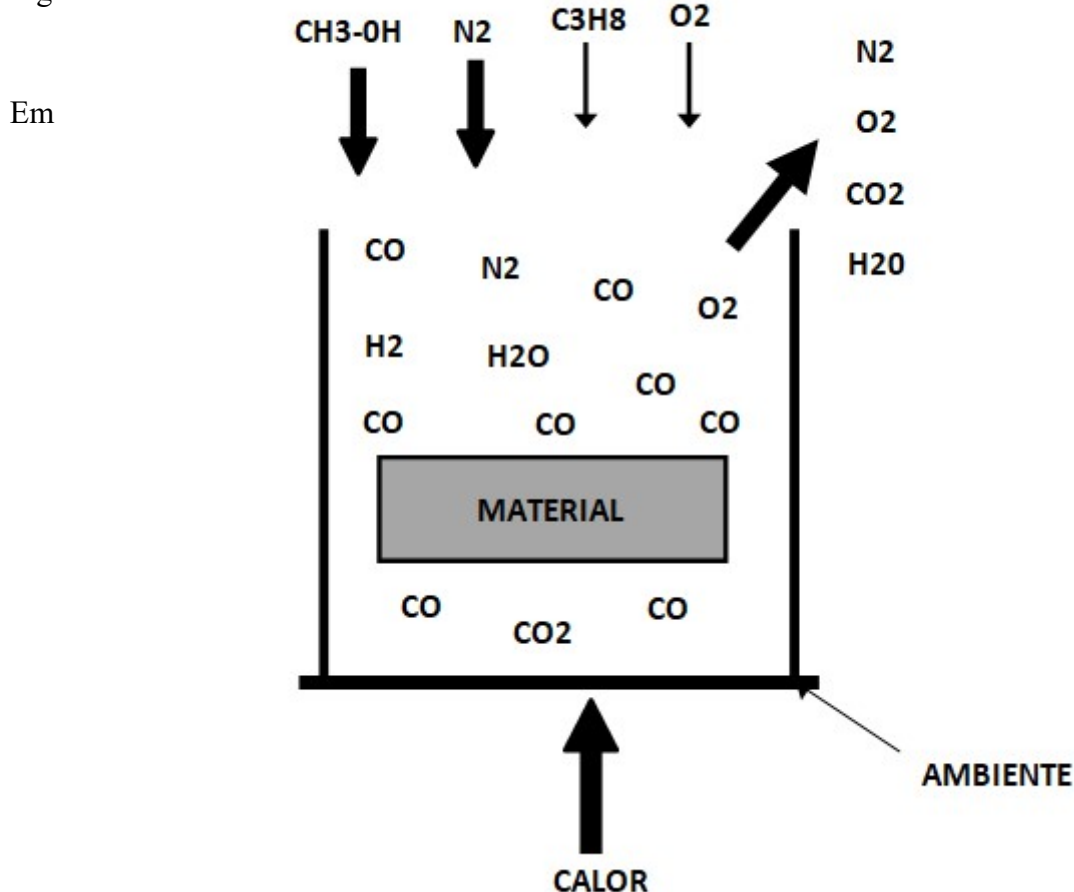 CH3-0H N2 C3H8 O2
N2
Em
O2
CO2
H20
CO
N2
CO
O2
H2
H2O
CO
CO
CO
CO
MATERIAL
CO
CO2
CO
AMBIENTE
CALOR